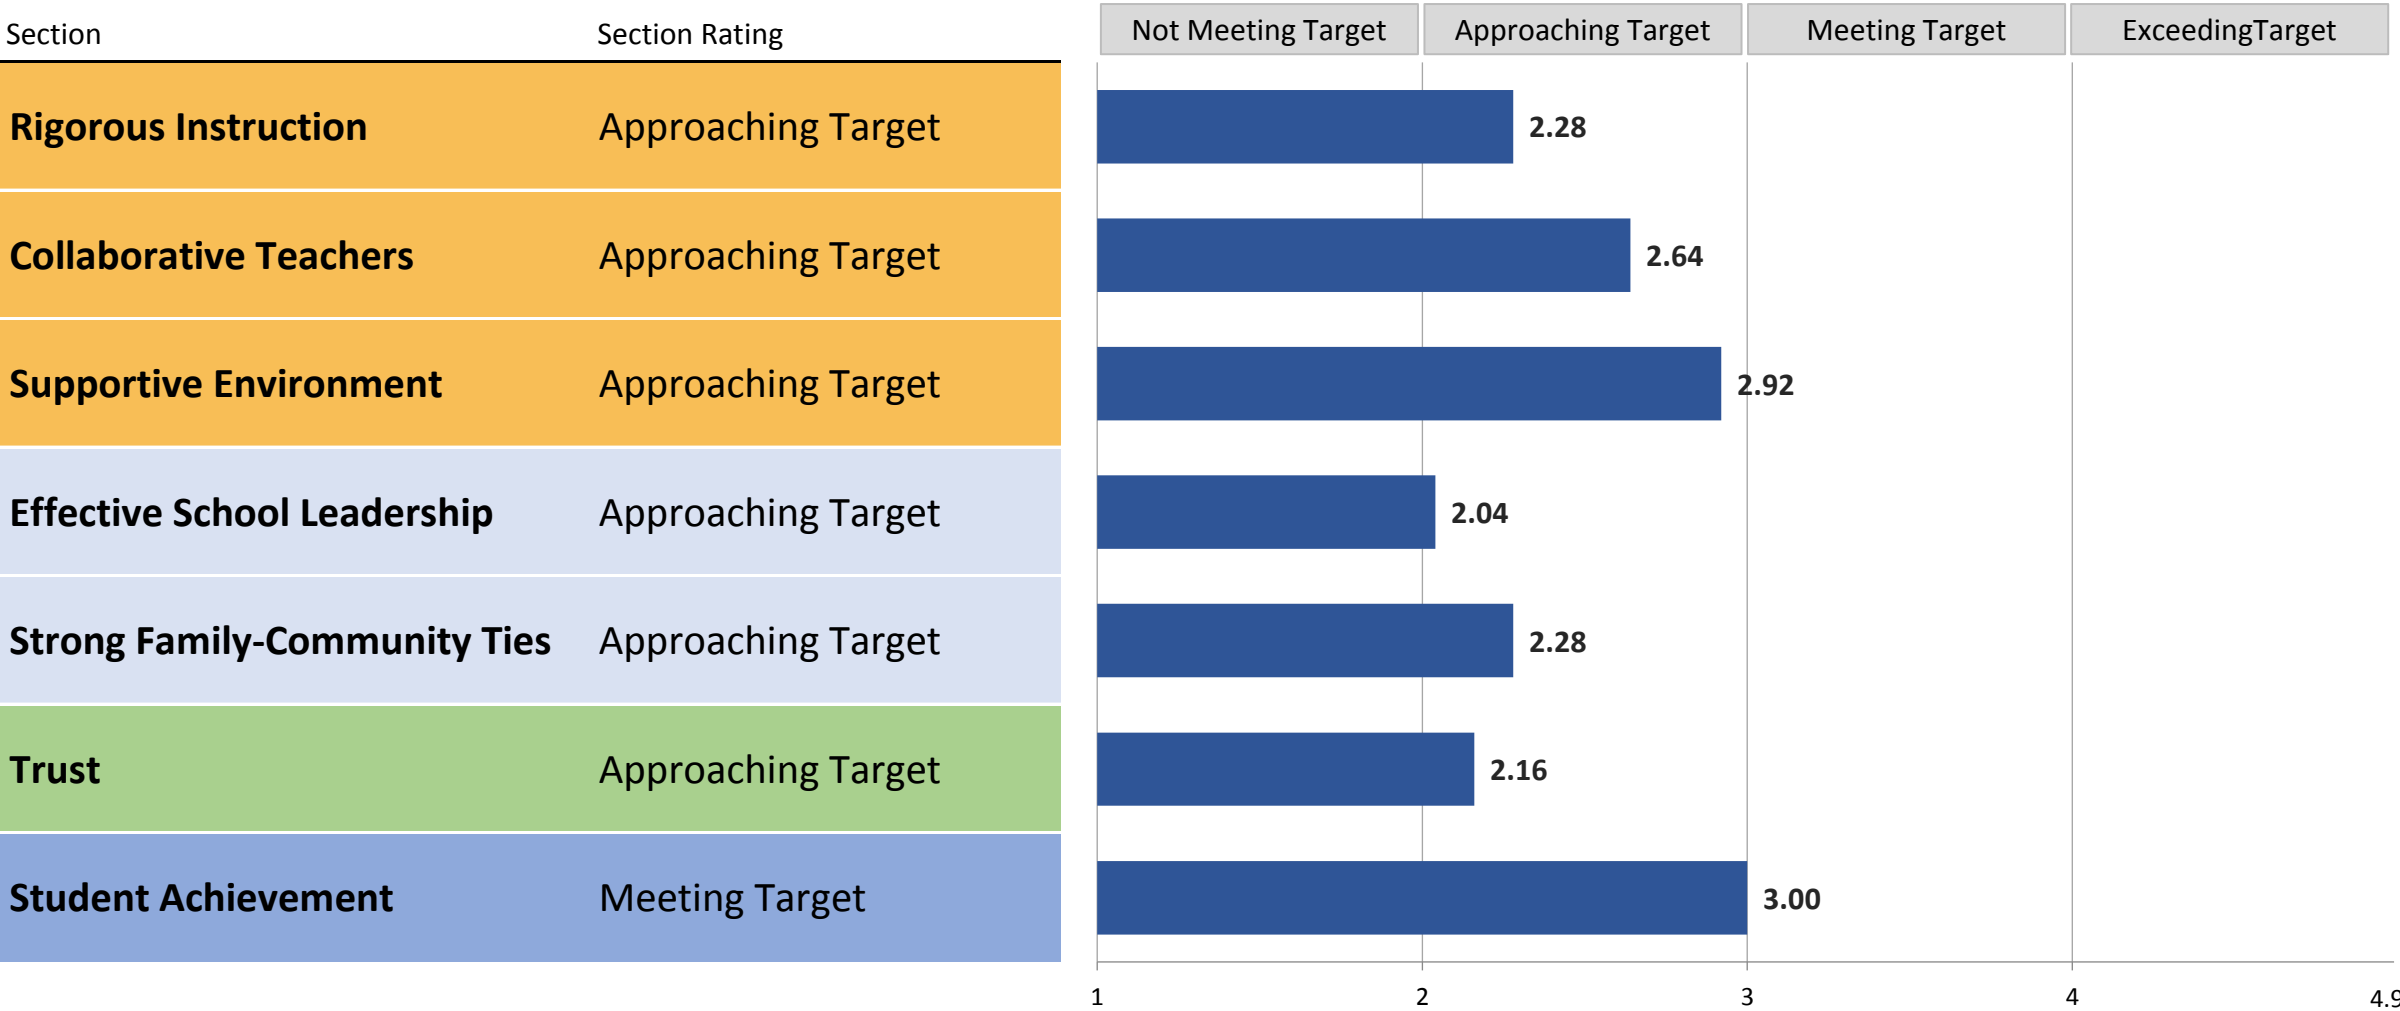 Section Section Rating Not Meeting Target Approaching Target Meeting Target ExceedingTarget
Rigorous Instruction Approaching Target 2.28
Collaborative Teachers Approaching Target 2.64
Supportive Environment Approaching Target 2.92
Effective School Leadership Approaching Target 2.04
Strong Family-Community Ties Approaching Target 2.28
Trust Approaching Target 2.16
Student Achievement Meeting Target 3.00
1 2 3 4 4.9